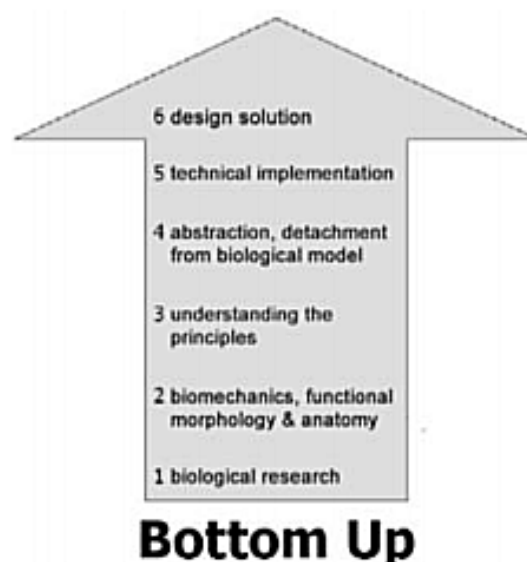 6 design solution
5 technical implementation
4 abstraction, detachment
from biological model
3 understanding the
principles
2 biomechanics, functional
morphology & anatomy
1 biological research
Bottom Up